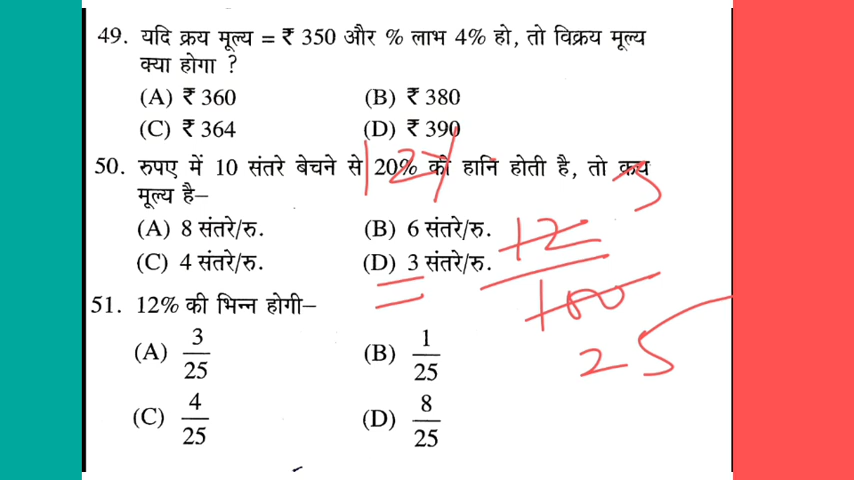 49. यदि क्रय मूल्य = ₹ 350 और % लाभ 4% हो, तो विक्रय मूल्य
क्या होगा ?
(A) ₹ 360 (B) ₹ 380
(C) ₹ 364 (D) ₹ 390
50. रुपए में 10 संतरे बेचने से 20% की हानि होती है, तो क्रय
मूल्य है–
(A) 8 संतरे/रु. (B) 6 संतरे/रु.
(C) 4 संतरे/रु. (D) 3 संतरे/रु.
51. 12% की भिन्न होगी–
(A) 3/25 (B) 1/25
(C) 4/25 (D) 8/25
12%
3
12
100
25